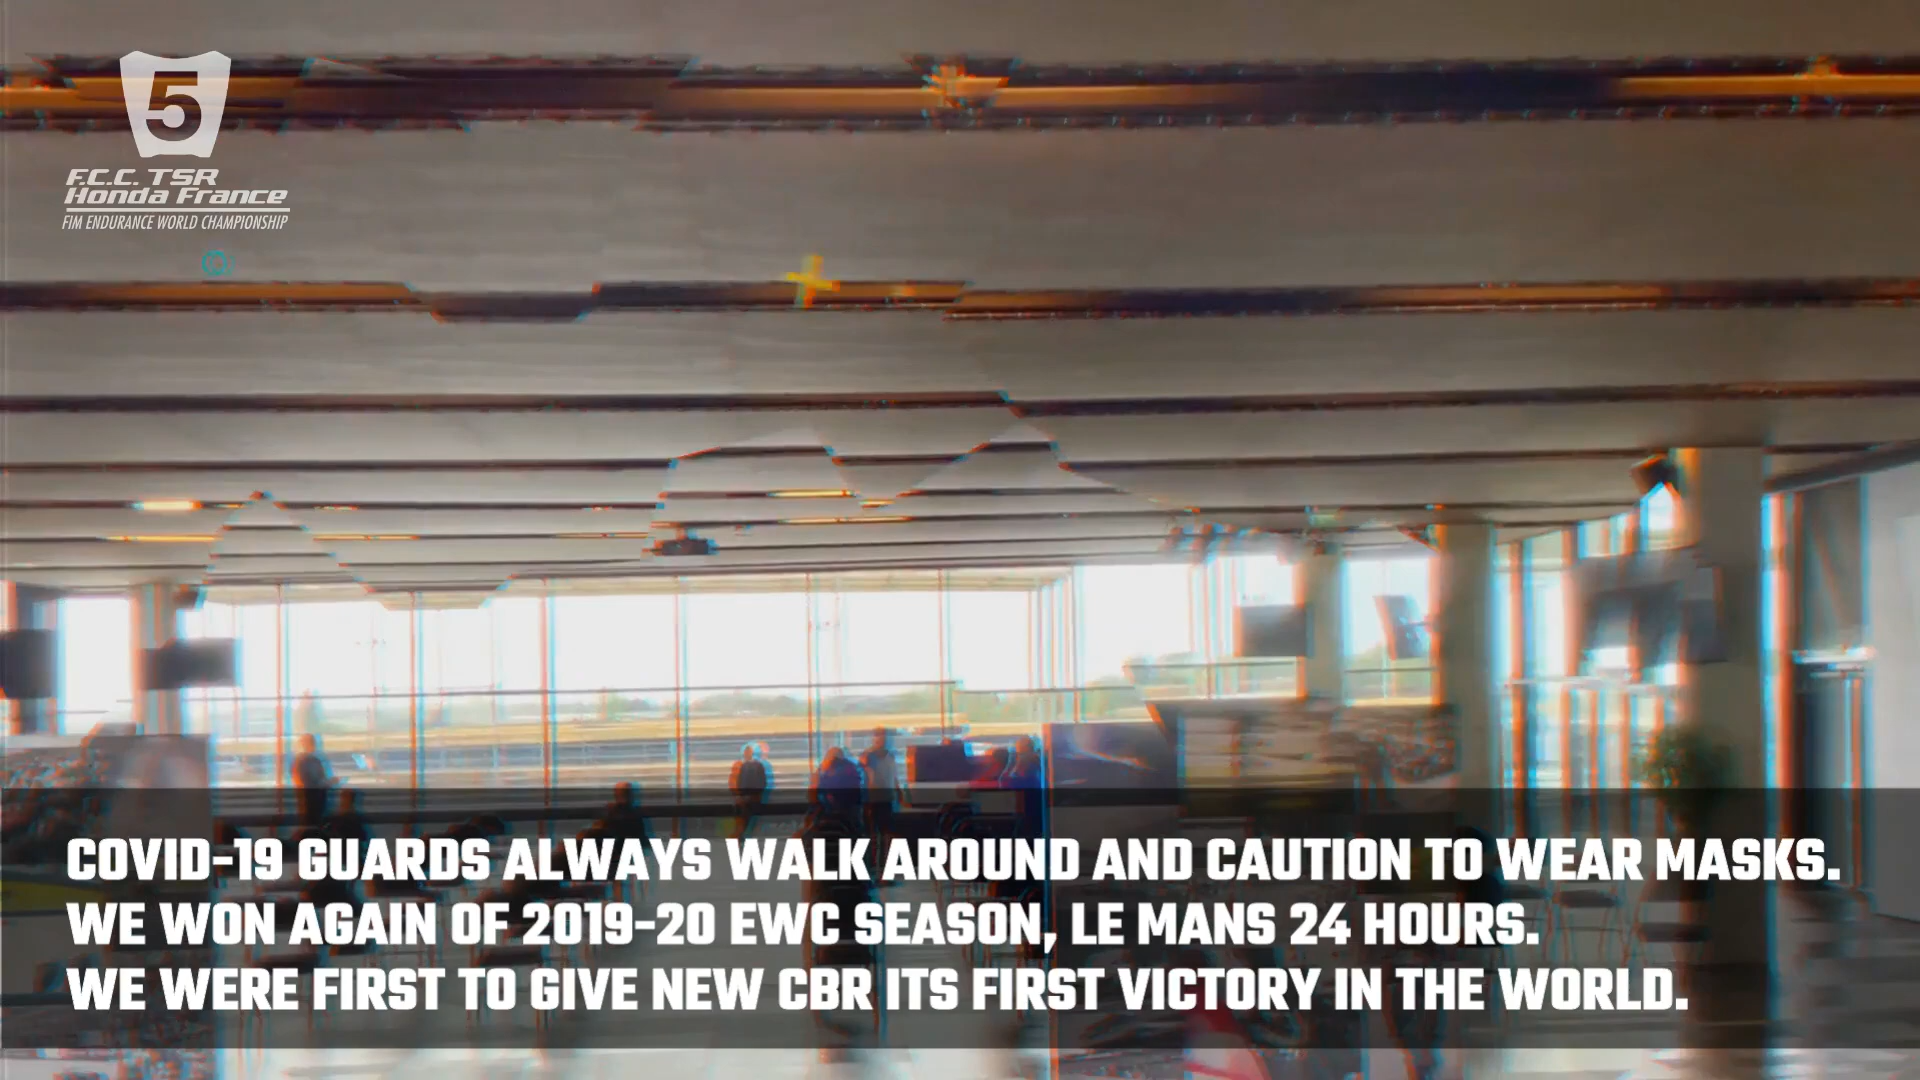 5
F.C.C. TSR
Honda France
FIM ENDURANCE WORLD CHAMPIONSHIP
COVID-19 GUARDS ALWAYS WALK AROUND AND CAUTION TO WEAR MASKS.
WE WON AGAIN OF 2019-20 EWC SEASON, LE MANS 24 HOURS.
WE WERE FIRST TO GIVE NEW CBR ITS FIRST VICTORY IN THE WORLD.